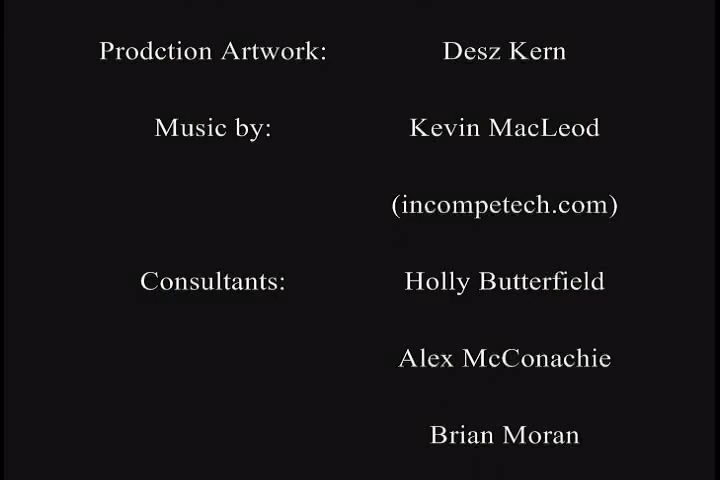 Prodction Artwork: Desz Kern
Music by: Kevin MacLeod
(incompetech.com)
Consultants: Holly Butterfield
Alex McConachie
Brian Moran